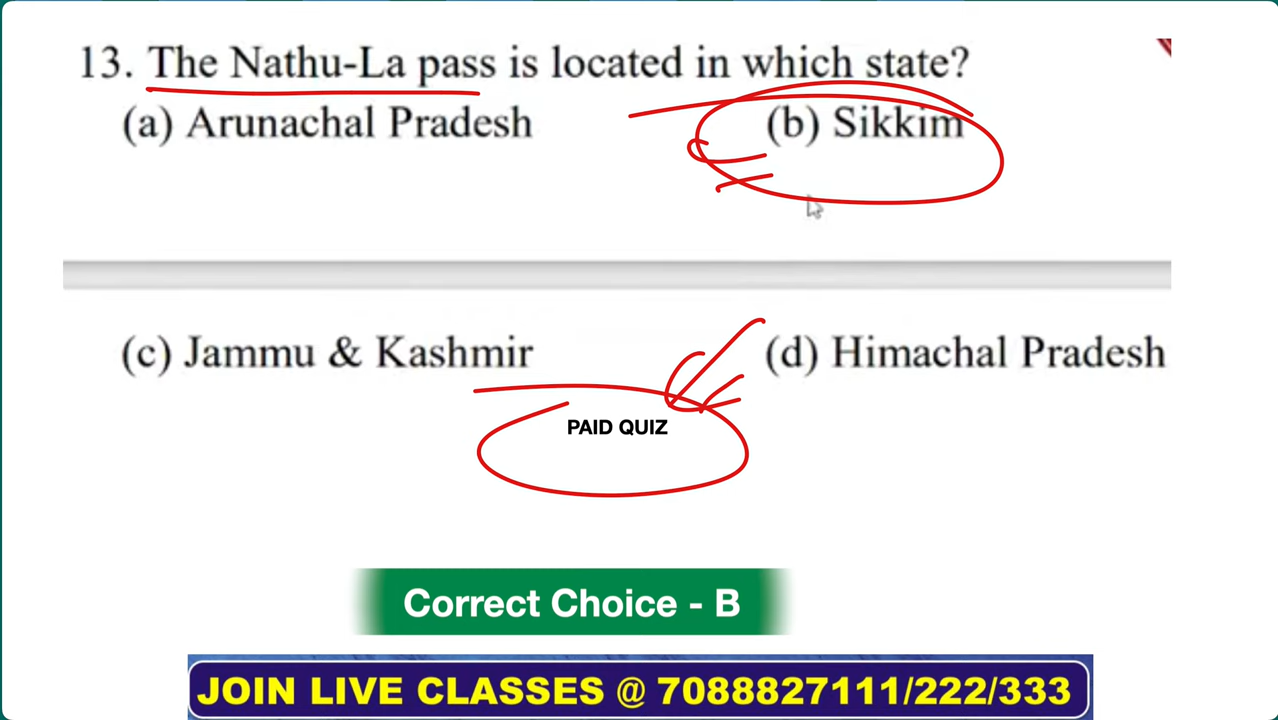 13. The Nathu-La pass is located in which state?
(a) Arunachal Pradesh (b) Sikkim
(c) Jammu & Kashmir (d) Himachal Pradesh
PAID QUIZ
Correct Choice - B
JOIN LIVE CLASSES @ 7088827111/222/333